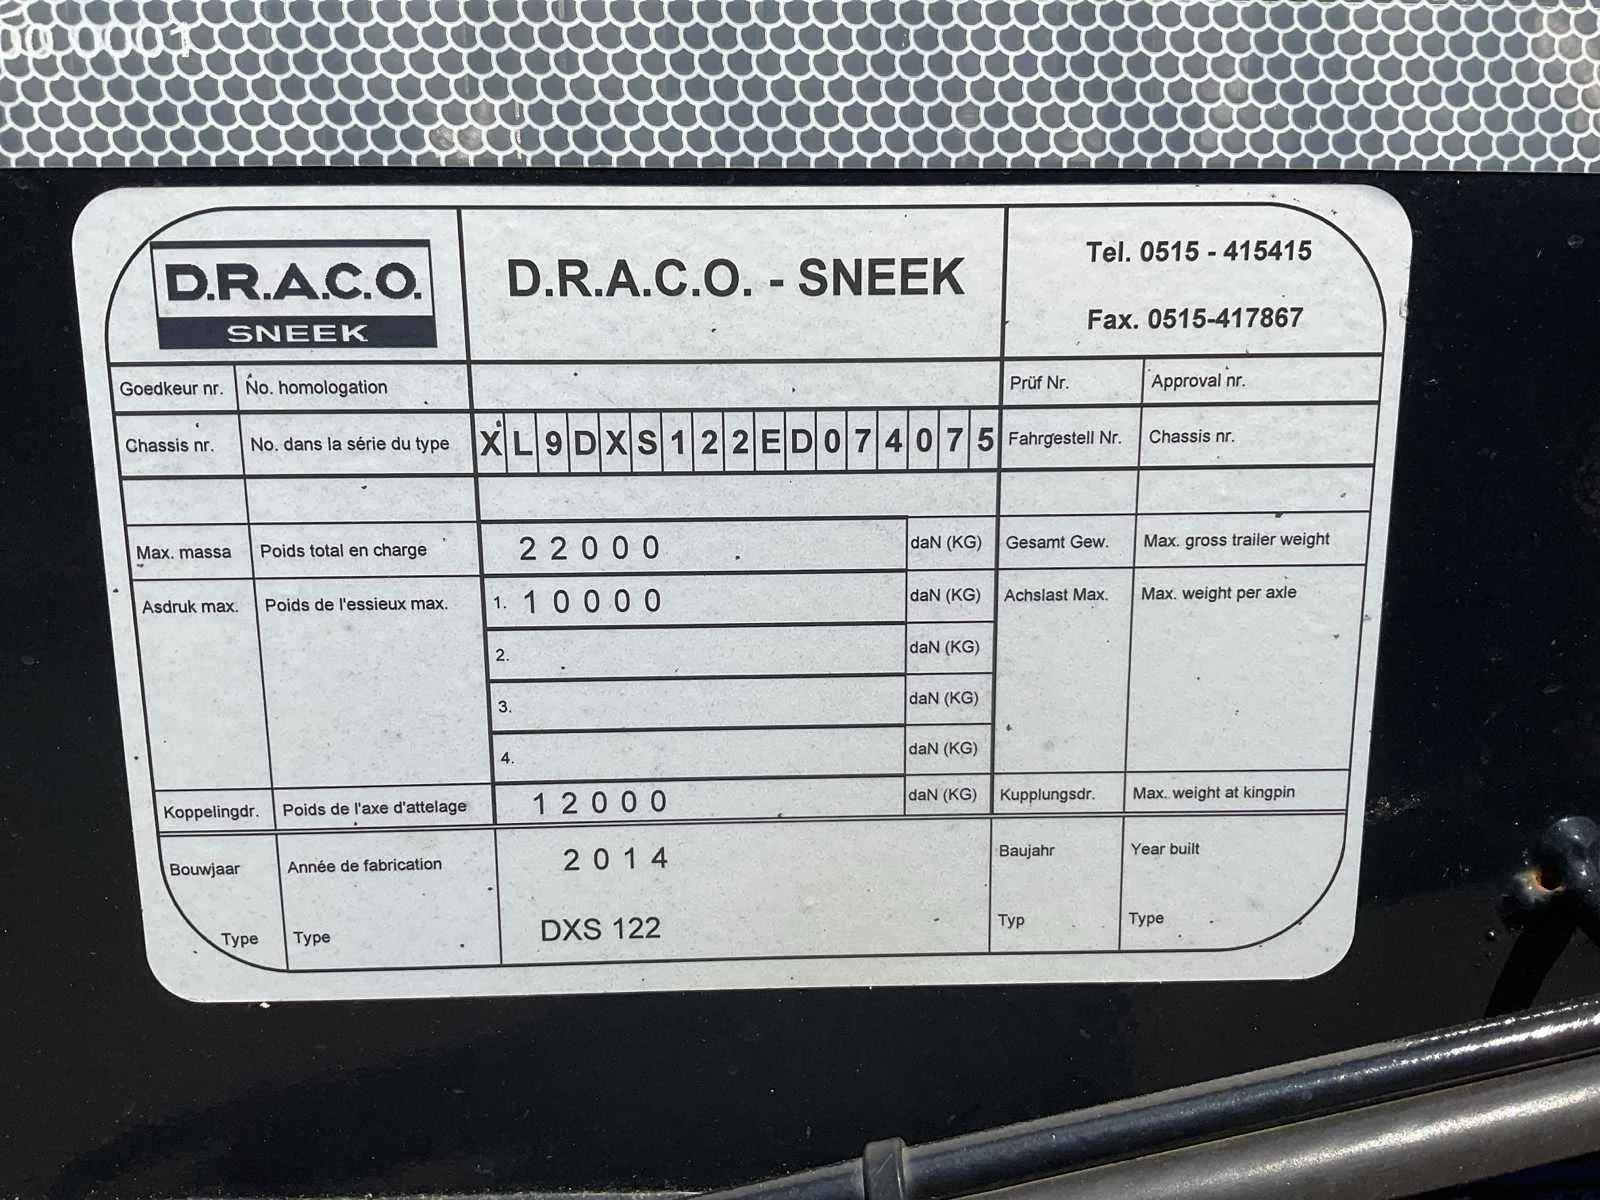 00 0001
D.R.A.C.O.
SNEEK
D.R.A.C.O. - SNEEK
Tel. 0515 - 415415
Fax. 0515-417867
Goedkeur nr. No. homologation Prüf Nr. Approval nr.
Chassis nr. No. dans la série du type XL9DXS122ED074075 Fahrgestell Nr. Chassis nr.
Max. massa Poids total en charge 22000 daN (KG) Gesamt Gew. Max. gross trailer weight
Asdruk max. Poids de l'essieux max. 1. 10000 daN (KG) Achslast Max. Max. weight per axle
2. daN (KG)
3. daN (KG)
4. daN (KG)
Koppelingdr. Poids de l'axe d'attelage 12000 daN (KG) Kupplungsdr. Max. weight at kingpin
Bouwjaar Année de fabrication 2014 Baujahr Year built
Type Type DXS 122 Typ Type